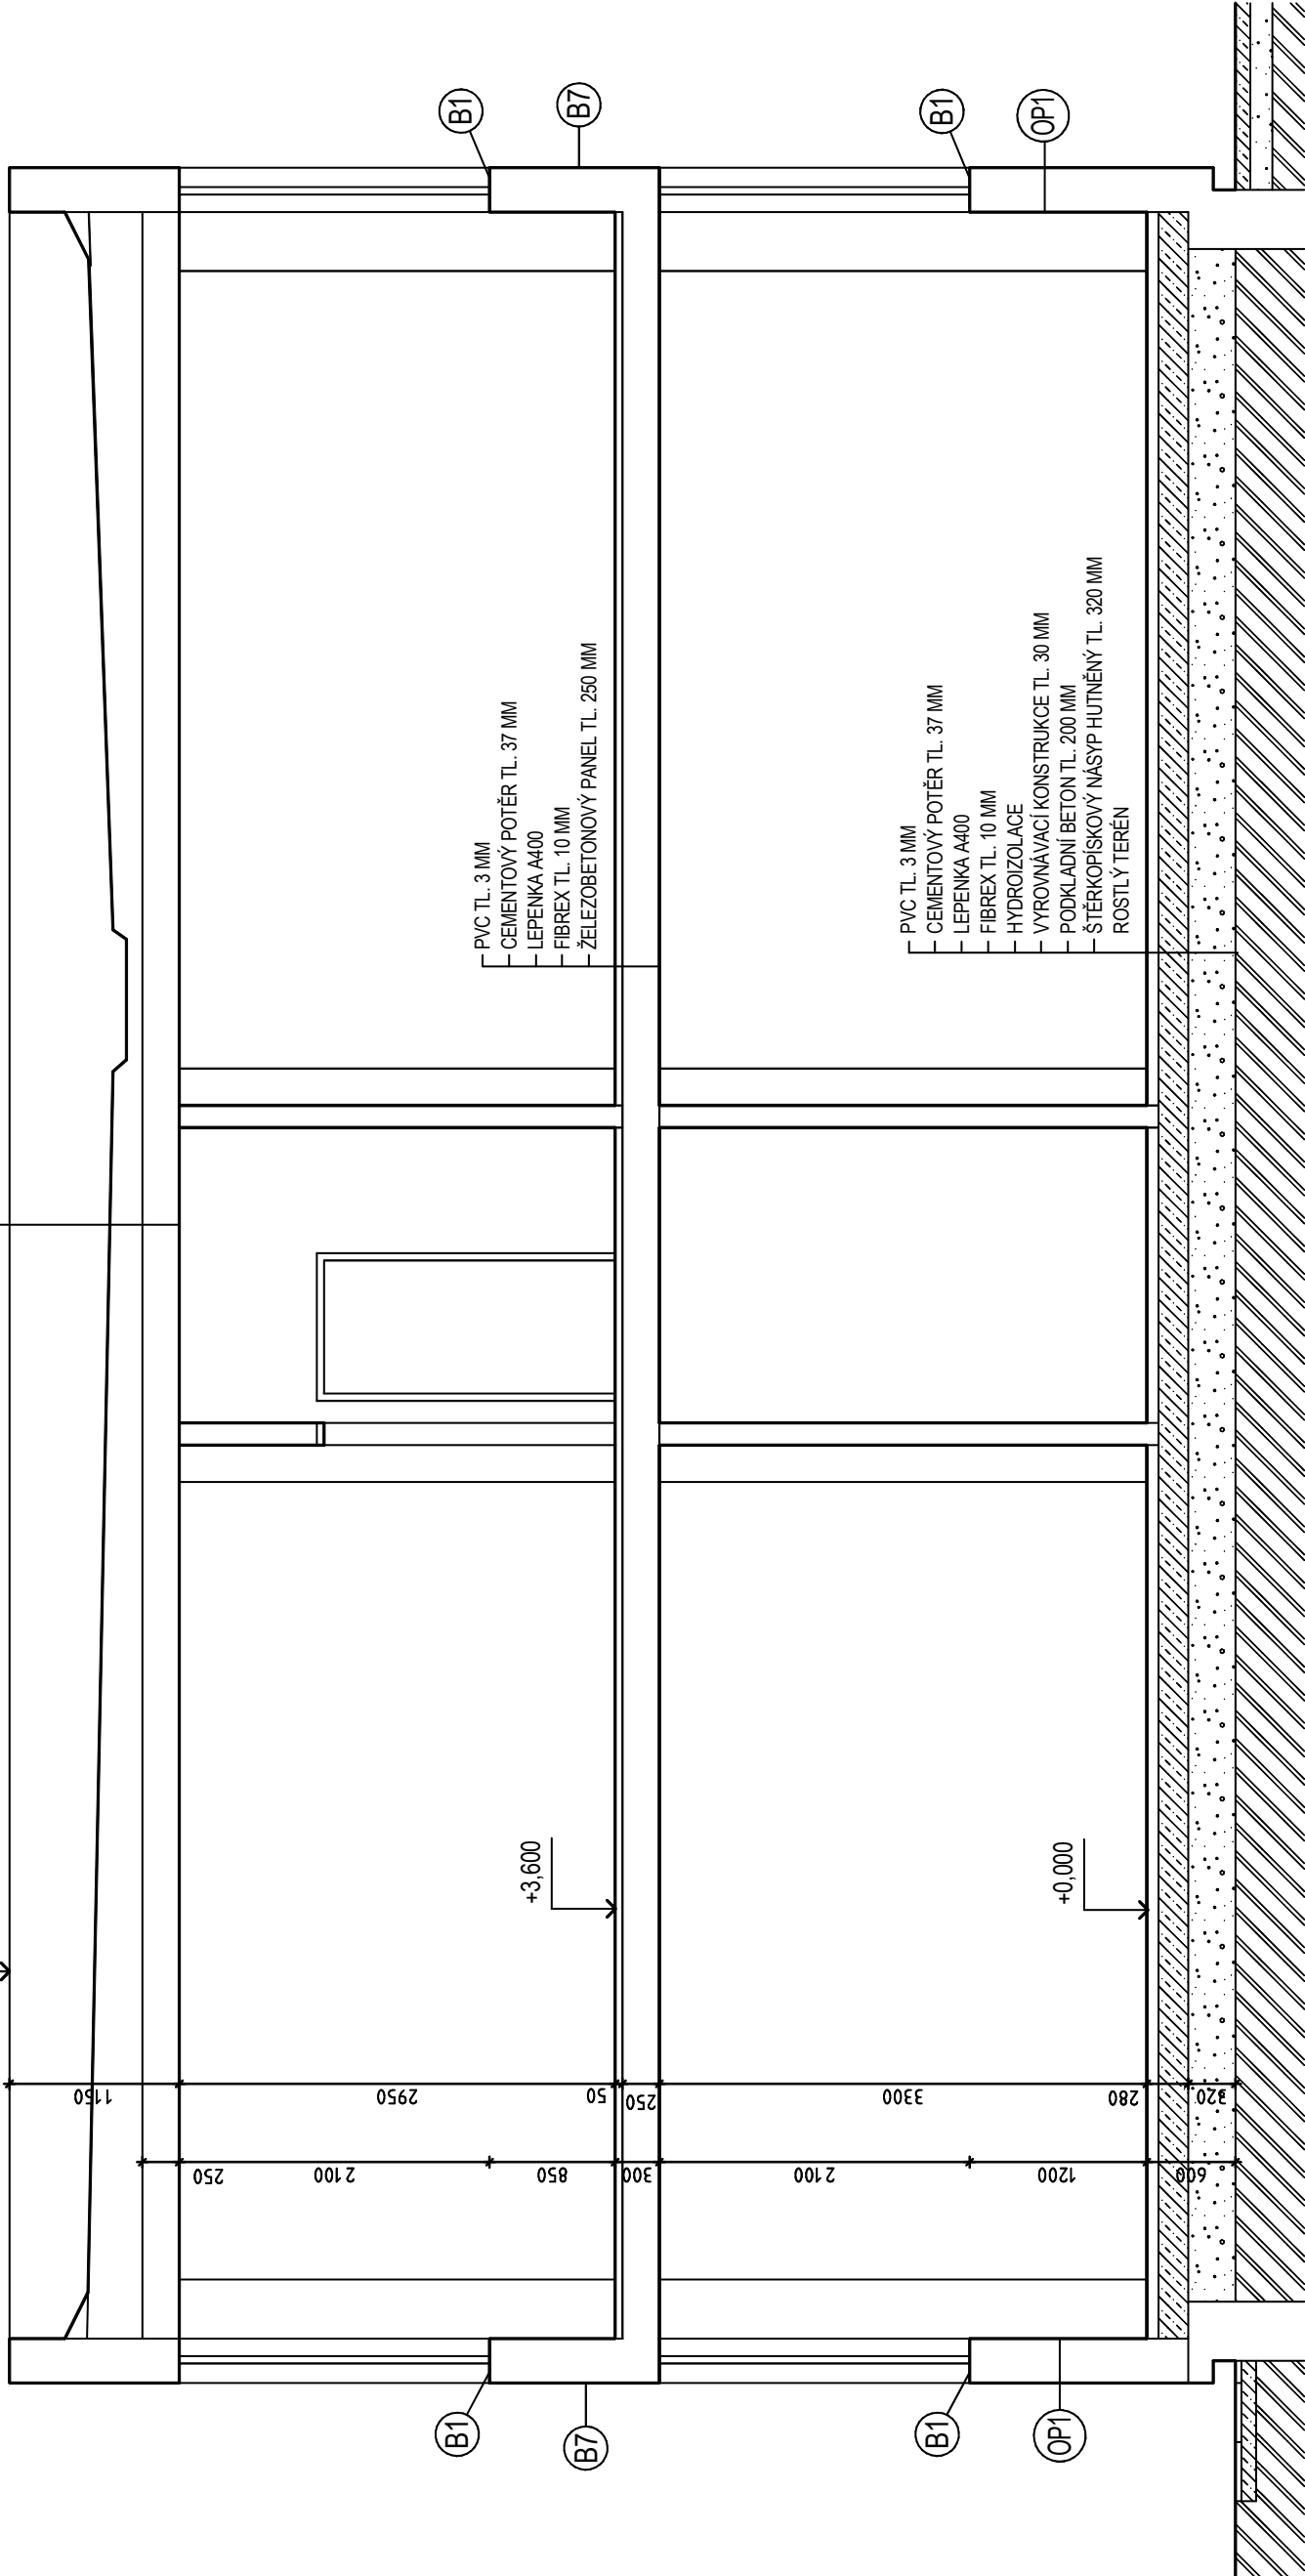 B1
B7
B1
OP1
PVC TL. 3 MM
CEMENTOVÝ POTĚR TL. 37 MM
LEPENKA A400
FIBREX TL. 10 MM
ŽELEZOBETONOVÝ PANEL TL. 250 MM
PVC TL. 3 MM
CEMENTOVÝ POTĚR TL. 37 MM
LEPENKA A400
FIBREX TL. 10 MM
HYDROIZOLACE
VYROVNÁVACÍ KONSTRUKCE TL. 30 MM
PODKLADNÍ BETON TL. 200 MM
ŠTĚRKOPÍSKOVÝ NÁSYP HUTNĚNÝ TL. 320 MM
ROSTLÝ TERÉN
+3,600
+0,000
1150
2950
50
250
3300
280
320
250
2100
850
300
2100
1200
600
B1
B7
B1
OP1